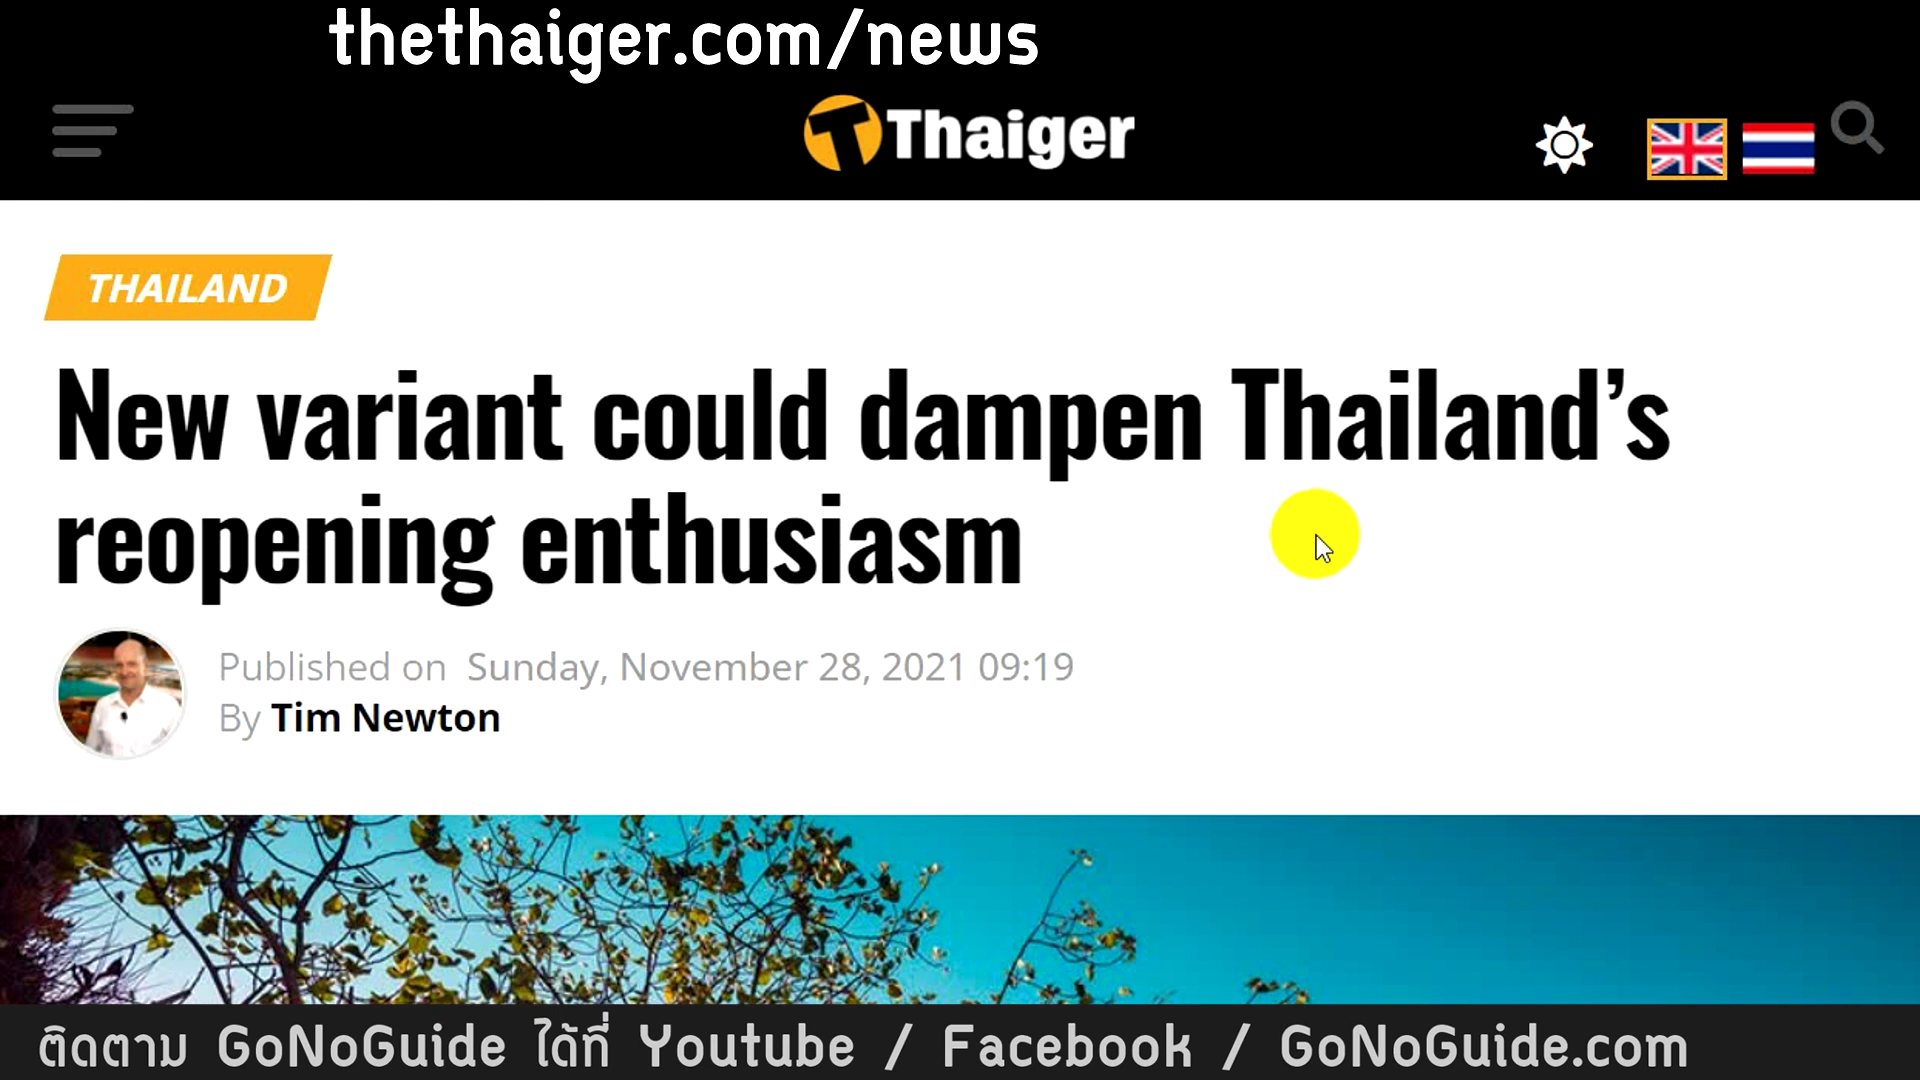 thethaiger.com/news
Thaiger
THAILAND
New variant could dampen Thailand’s
reopening enthusiasm
Published on Sunday, November 28, 2021 09:19
By Tim Newton
ติดตาม GoNoGuide ได้ที่ Youtube / Facebook / GoNoGuide.com